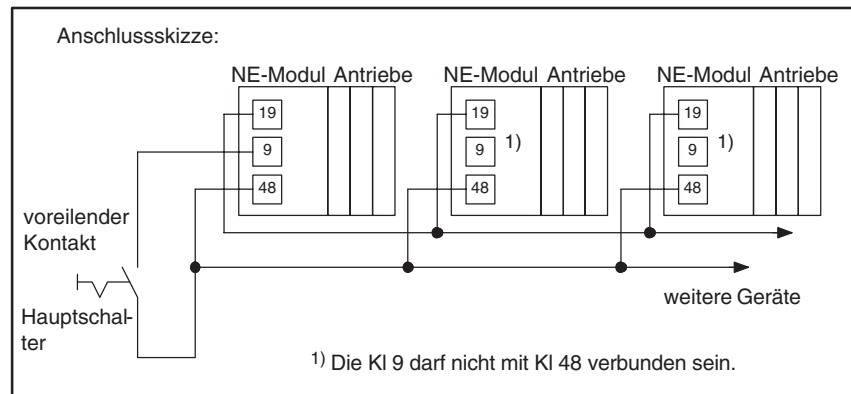 Anschlussskizze:
NE-Modul Antriebe NE-Modul Antriebe NE-Modul Antriebe
19 19 19
9 9 1) 9 1)
48 48 48
voreilender
Kontakt
Hauptschal-
ter
weitere Geräte
1) Die Kl 9 darf nicht mit Kl 48 verbunden sein.